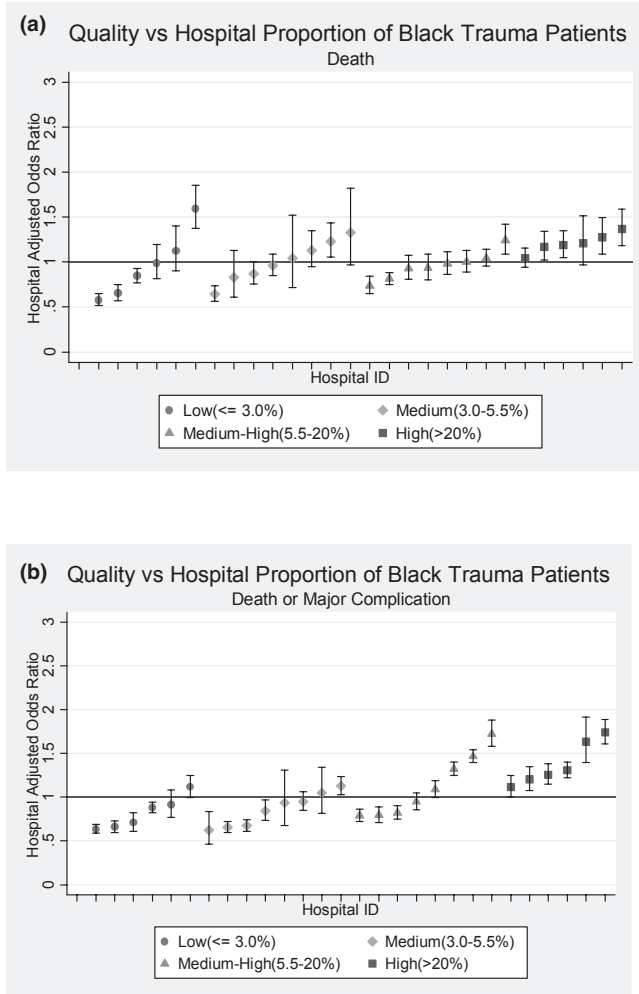 (a) Quality vs Hospital Proportion of Black Trauma Patients
Death
3
2.5
2
1.5
1
.5
0
Hospital Adjusted Odds Ratio
Hospital ID
Low(<= 3.0%) Medium(3.0-5.5%)
Medium-High(5.5-20%) High(>20%)
(b) Quality vs Hospital Proportion of Black Trauma Patients
Death or Major Complication
3
2.5
2
1.5
1
.5
0
Hospital Adjusted Odds Ratio
Hospital ID
Low(<= 3.0%) Medium(3.0-5.5%)
Medium-High(5.5-20%) High(>20%)